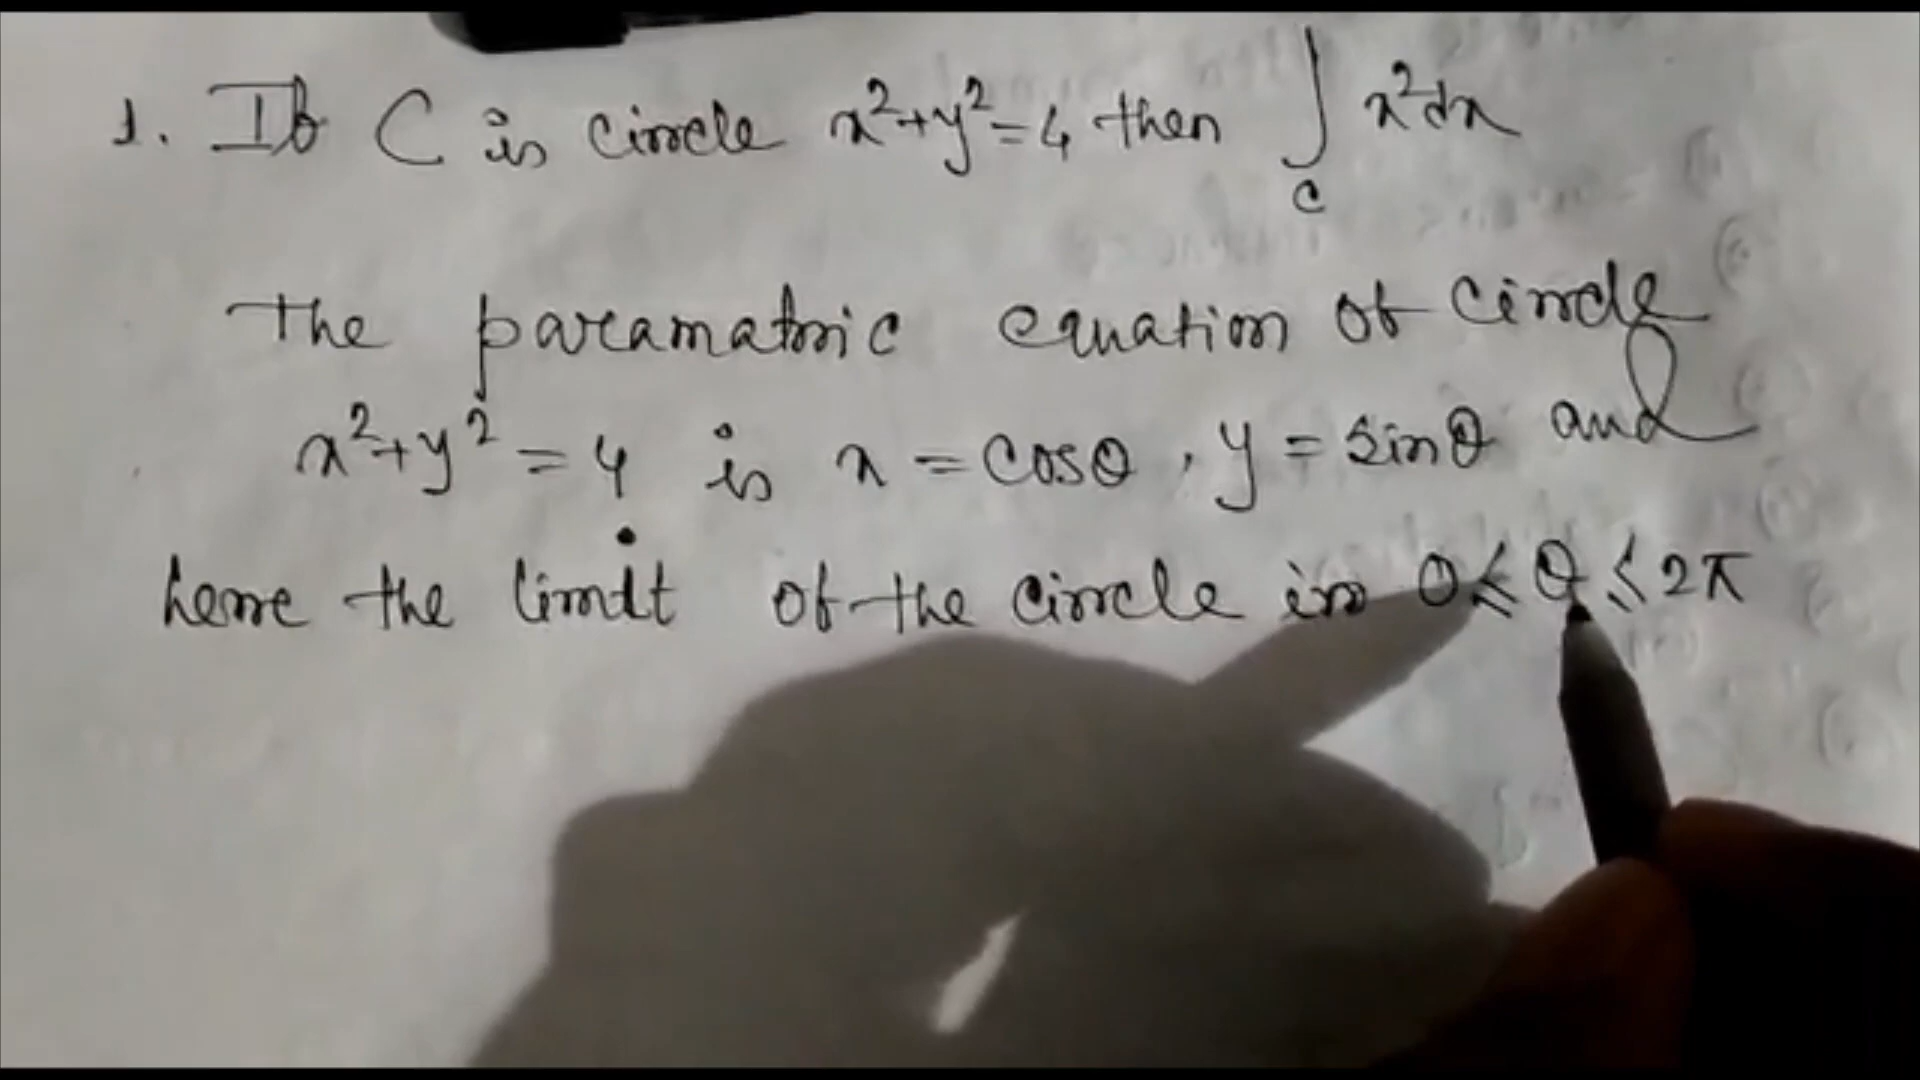 1. If C is circle x²+y²=4 then ∫_C x²dx
The paramatric equation of circle
x²+y²=4 is x=cosθ, y=sinθ and
here the limit of the circle is 0≤θ≤2π